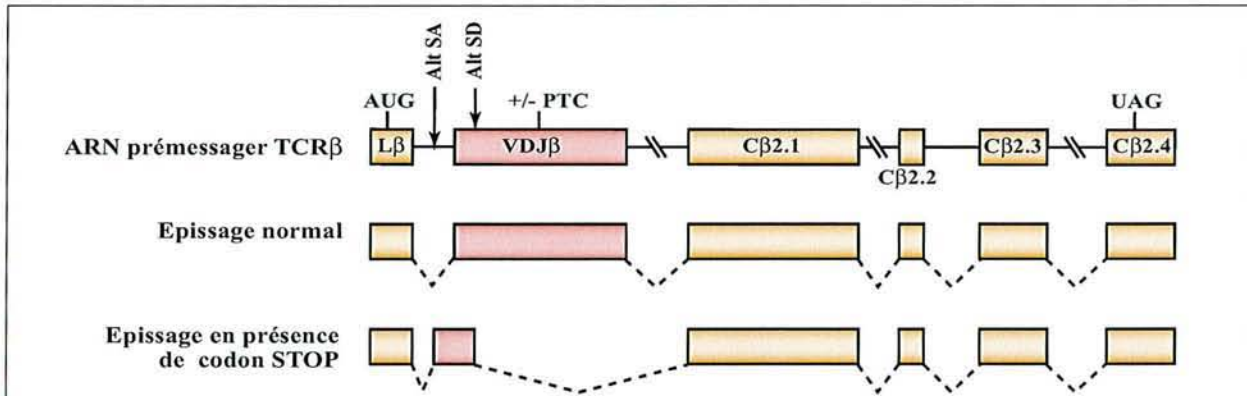 Alt SA
Alt SD
AUG
+/- PTC
UAG
ARN prémessager TCRβ
Lβ
VDJβ
Cβ2.1
Cβ2.2
Cβ2.3
Cβ2.4
Epissage normal
Epissage en présence
de codon STOP